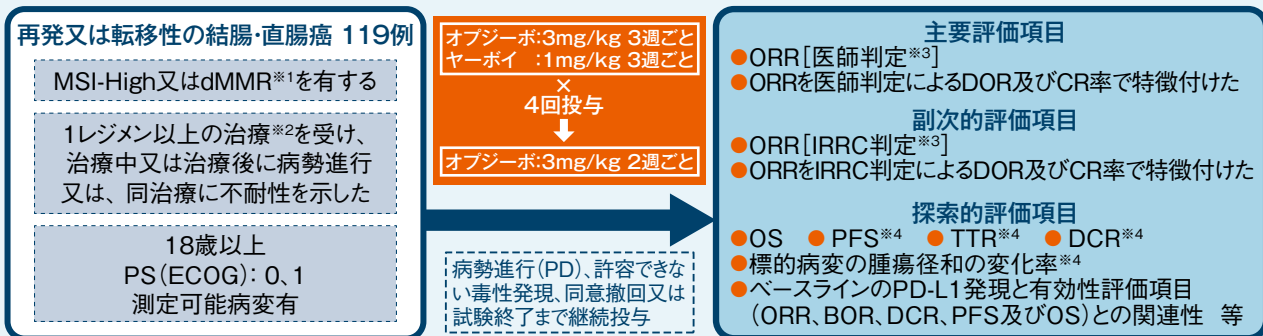 再発又は転移性の結腸・直腸癌 119例
MSI-High又はdMMR※1を有する
1レジメン以上の治療※2を受け、
治療中又は治療後に病勢進行
又は、同治療に不耐性を示した
18歳以上
PS(ECOG):0、1
測定可能病変有
オプジーボ:3mg/kg 3週ごと
ヤーボイ :1mg/kg 3週ごと
×
4回投与
オプジーボ:3mg/kg 2週ごと
病勢進行(PD)、許容できな
い毒性発現、同意撤回又は
試験終了まで継続投与
主要評価項目
●ORR[医師判定※3]
●ORRを医師判定によるDOR及びCR率で特徴付けた
副次的評価項目
●ORR[IRRC判定※3]
●ORRをIRRC判定によるDOR及びCR率で特徴付けた
探索的評価項目
●OS ●PFS※4 ●TTR※4 ●DCR※4
●標的病変の腫瘍径和の変化率※4
●ベースラインのPD-L1発現と有効性評価項目
(ORR、BOR、DCR、PFS及びOS)との関連性 等